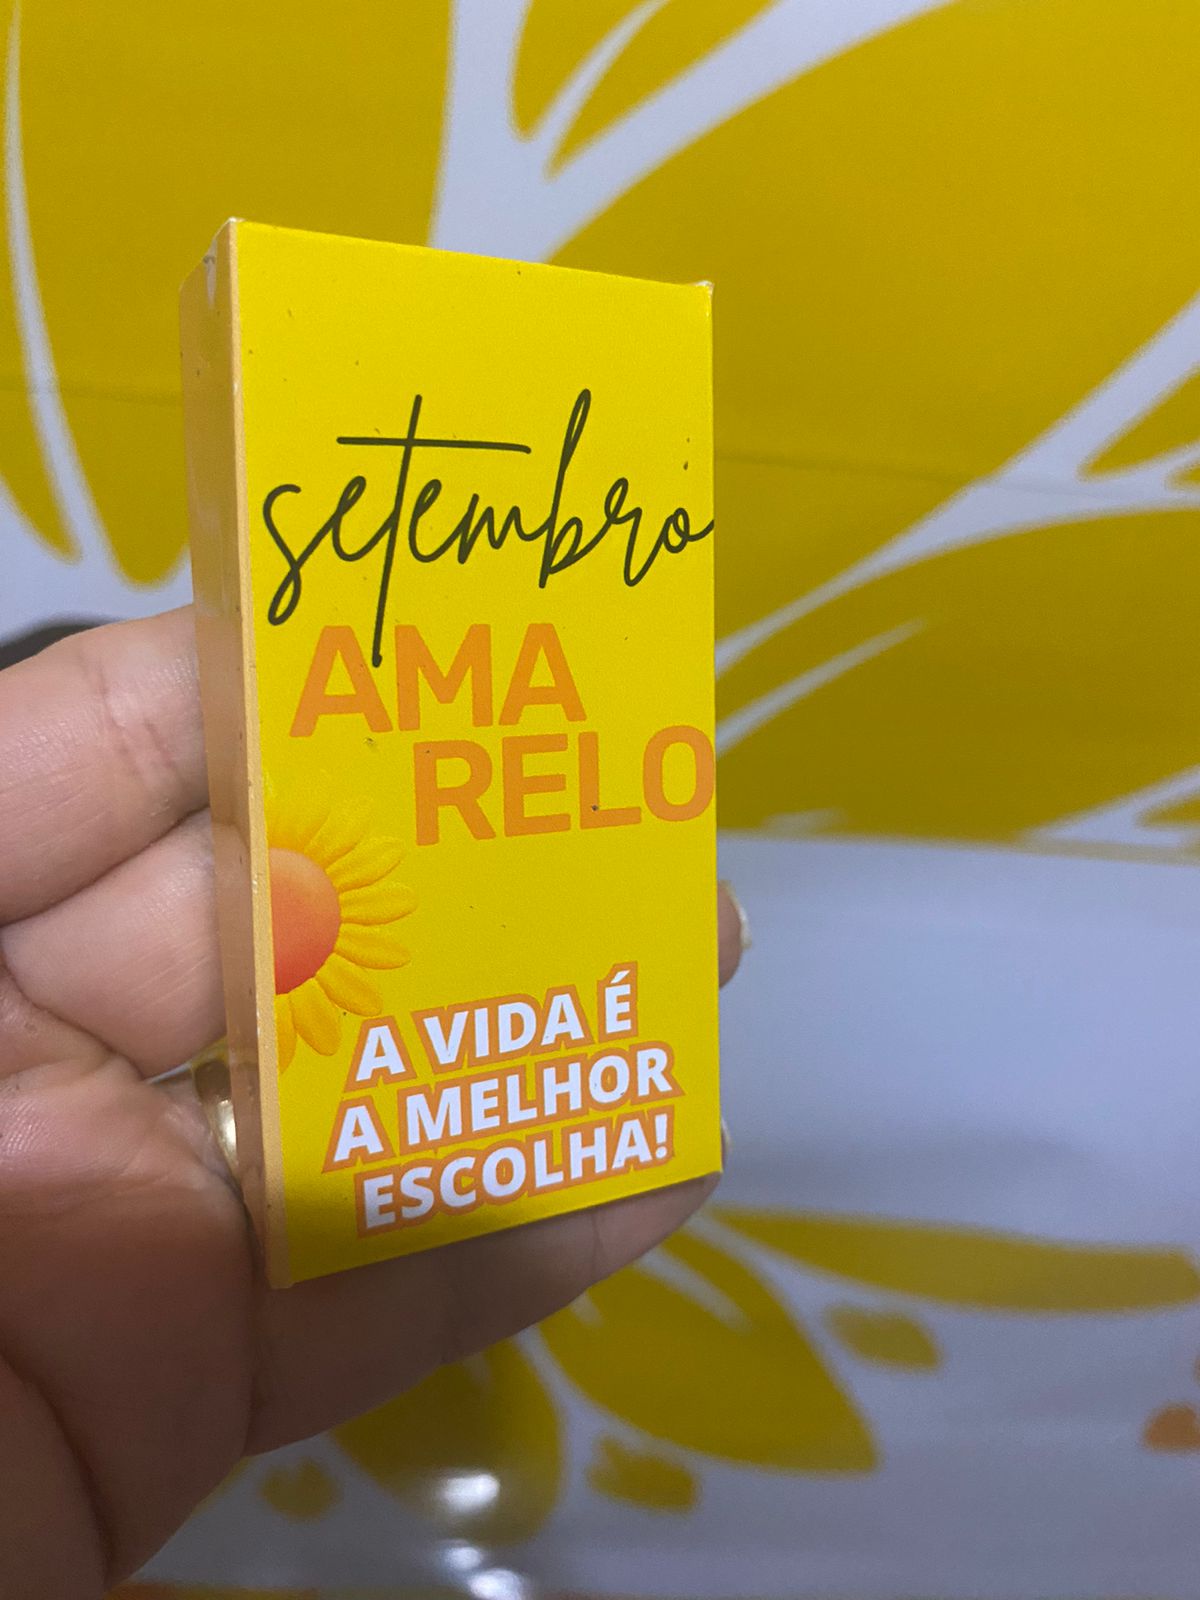 setembro
AMA
RELO
A VIDA É
A MELHOR
ESCOLHA!